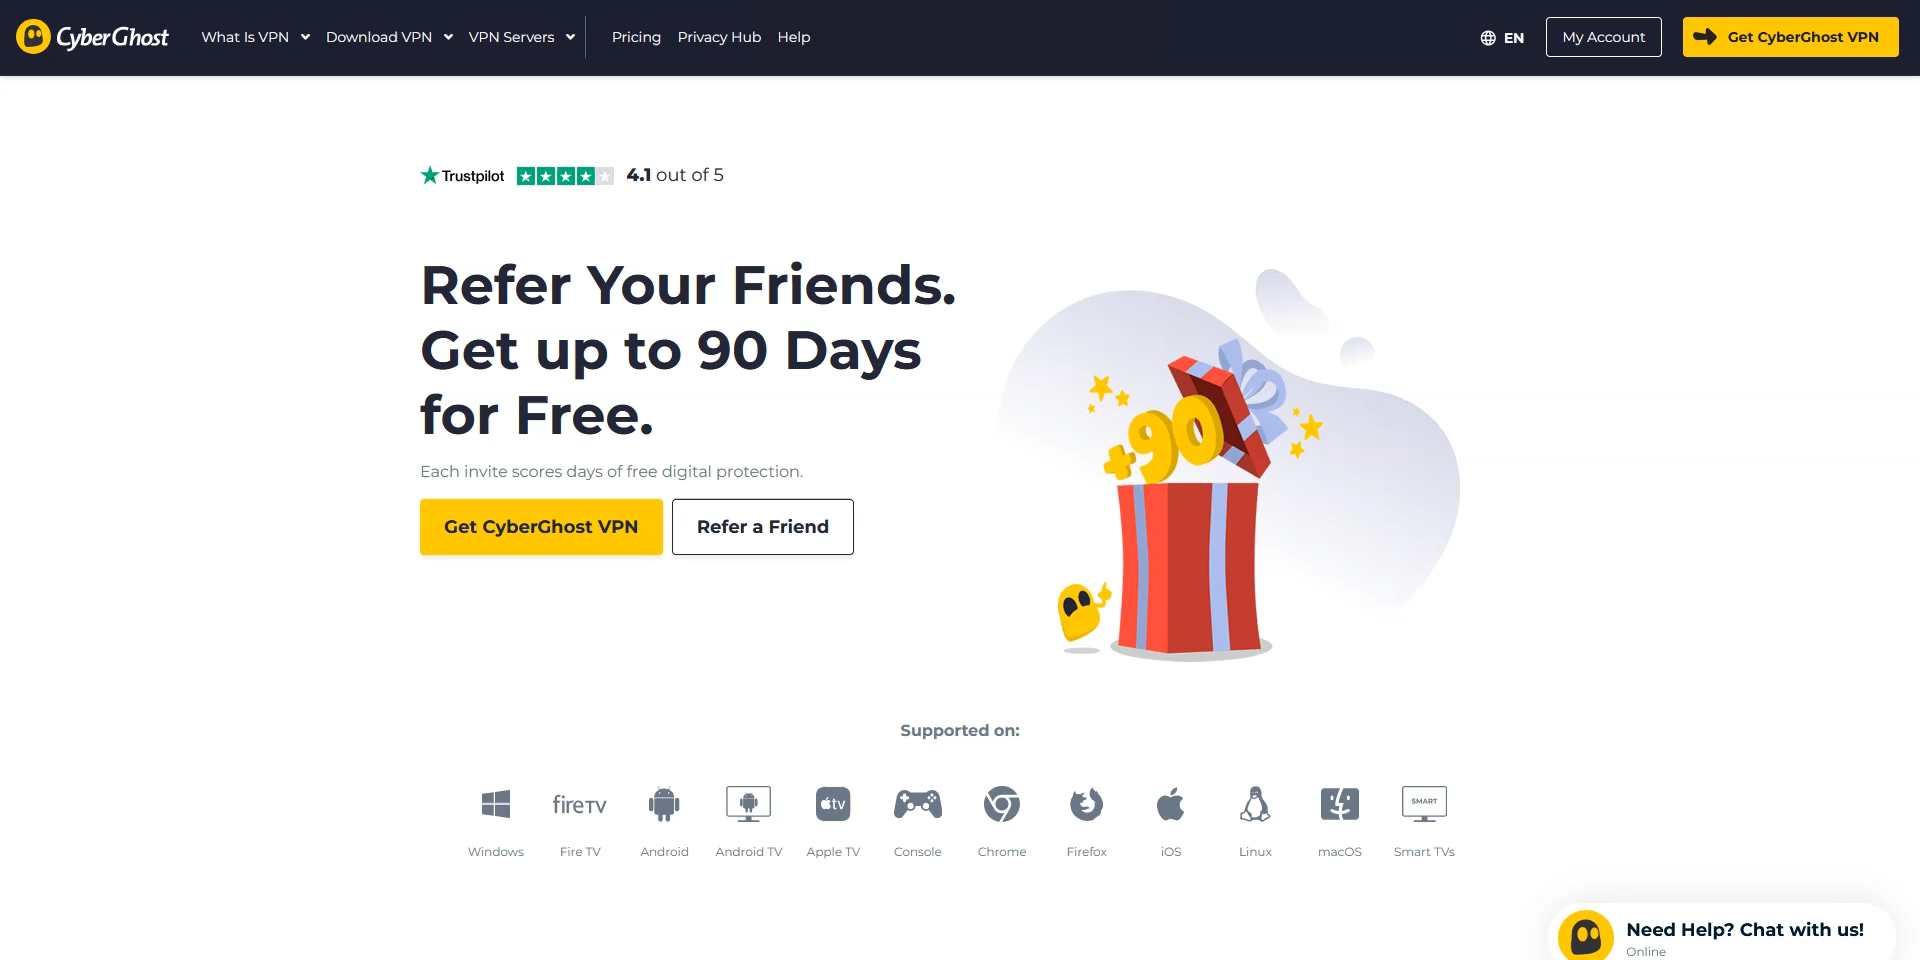 CyberGhost
What Is VPN
Download VPN
VPN Servers
Pricing
Privacy Hub
Help
EN
My Account
Get CyberGhost VPN
Trustpilot
4.1 out of 5
Refer Your Friends.
Get up to 90 Days
for Free.
Each invite scores days of free digital protection.
Get CyberGhost VPN
Refer a Friend
+90
Supported on:
fireTV
tv
SMART
Windows
Fire TV
Android
Android TV
Apple TV
Console
Chrome
Firefox
iOS
Linux
macOS
Smart TVs
Need Help? Chat with us!
Online